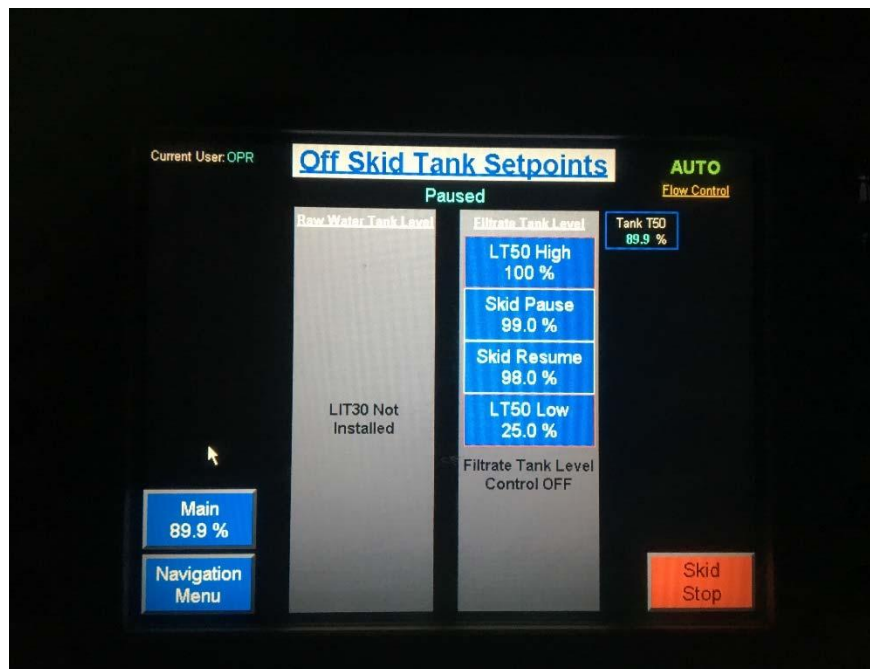 Current User: OPR
Off Skid Tank Setpoints
AUTO
Flow Control
Paused
Raw Water Tank Level
Filtrate Tank Level
Tank T50
89.9 %
LT50 High
100 %
Skid Pause
99.0 %
Skid Resume
98.0 %
LT50 Low
25.0 %
LIT30 Not
Installed
Filtrate Tank Level
Control OFF
Main
89.9 %
Navigation
Menu
Skid
Stop